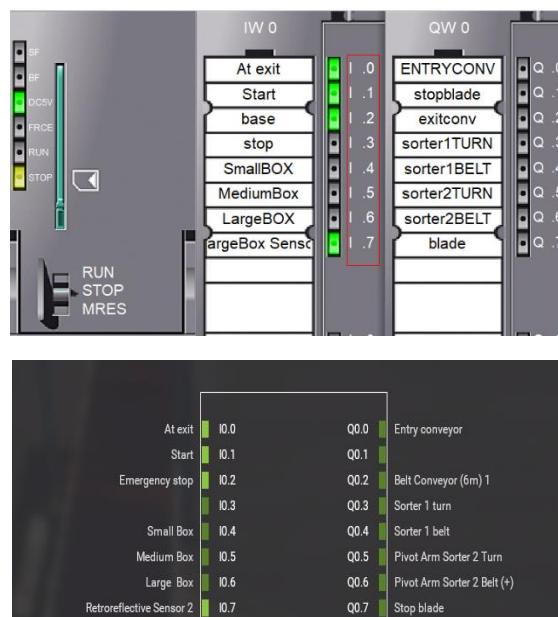 IW 0
QW 0
SF
BF
DC5V
FRCE
RUN
STOP
RUN
STOP
MRES
At exit I .0
Start I .1
base I .2
stop I .3
SmallBOX I .4
MediumBox I .5
LargeBOX I .6
argeBox Senso I .7
ENTRYCONV Q .0
stopblade Q .1
exitconv Q .2
sorter1TURN Q .3
sorter1BELT Q .4
sorter2TURN Q .5
sorter2BELT Q .6
blade Q .7
At exit I0.0 Q0.0 Entry conveyor
Start I0.1 Q0.1
Emergency stop I0.2 Q0.2 Belt Conveyor (6m) 1
I0.3 Q0.3 Sorter 1 turn
Small Box I0.4 Q0.4 Sorter 1 belt
Medium Box I0.5 Q0.5 Pivot Arm Sorter 2 Turn
Large Box I0.6 Q0.6 Pivot Arm Sorter 2 Belt (+)
Retroreflective Sensor 2 I0.7 Q0.7 Stop blade